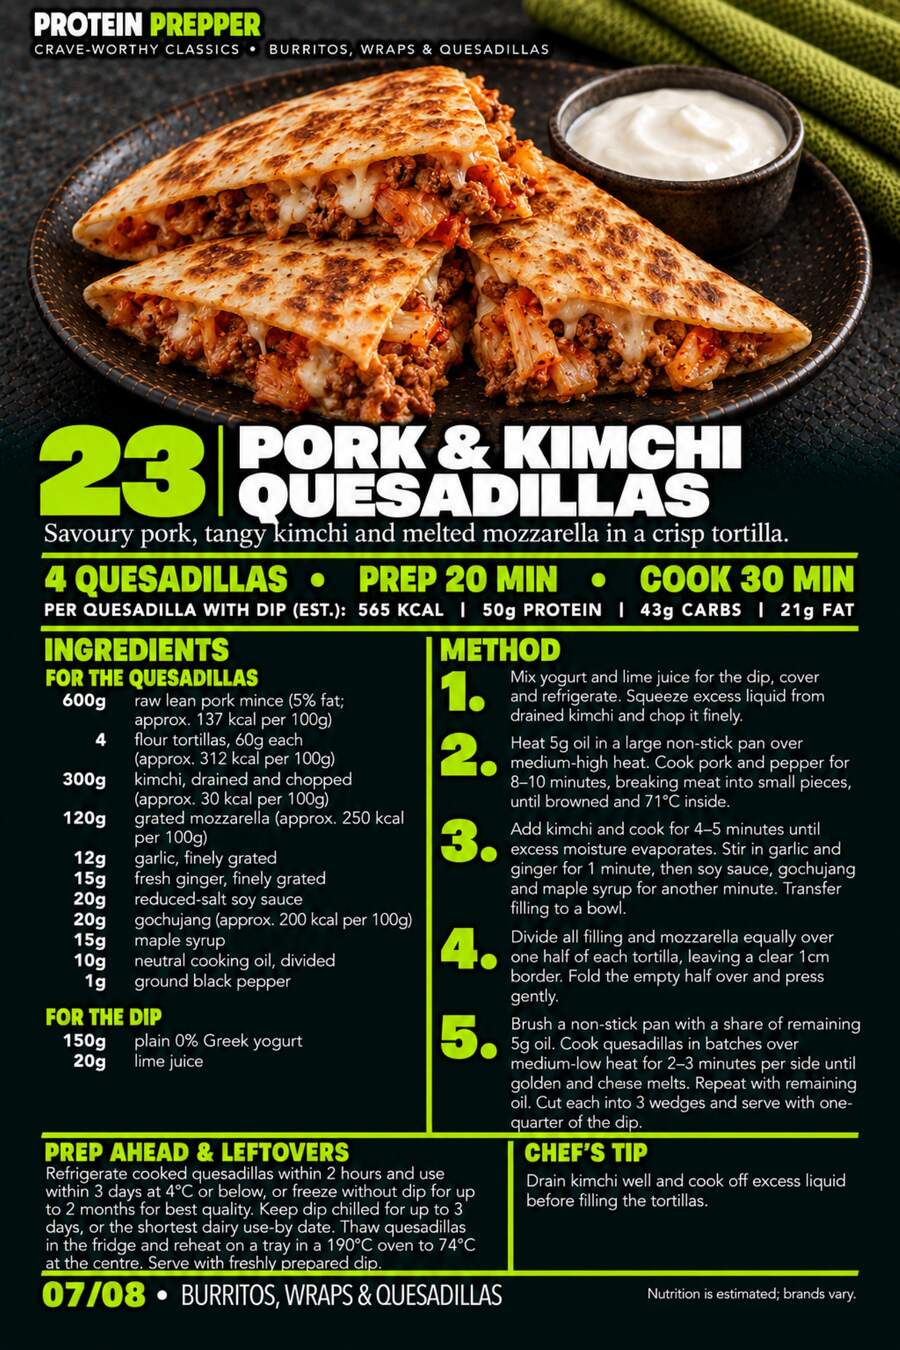 PROTEIN PREPPER
CRAVE-WORTHY CLASSICS • BURRITOS, WRAPS & QUESADILLAS
23
PORK & KIMCHI
QUESADILLAS
Savoury pork, tangy kimchi and melted mozzarella in a crisp tortilla.
4 QUESADILLAS • PREP 20 MIN • COOK 30 MIN
PER QUESADILLA WITH DIP (EST.): 565 KCAL | 50g PROTEIN | 43g CARBS | 21g FAT
INGREDIENTS
FOR THE QUESADILLAS
600g raw lean pork mince (5% fat;
approx. 137 kcal per 100g)
4 flour tortillas, 60g each
(approx. 312 kcal per 100g)
300g kimchi, drained and chopped
(approx. 30 kcal per 100g)
120g grated mozzarella (approx. 250 kcal
per 100g)
12g garlic, finely grated
15g fresh ginger, finely grated
20g reduced-salt soy sauce
20g gochujang (approx. 200 kcal per 100g)
15g maple syrup
10g neutral cooking oil, divided
1g ground black pepper
FOR THE DIP
150g plain 0% Greek yogurt
20g lime juice
METHOD
1. Mix yogurt and lime juice for the dip, cover
and refrigerate. Squeeze excess liquid from
drained kimchi and chop it finely.
2. Heat 5g oil in a large non-stick pan over
medium-high heat. Cook pork and pepper for
8–10 minutes, breaking meat into small pieces,
until browned and 71°C inside.
3. Add kimchi and cook for 4–5 minutes until
excess moisture evaporates. Stir in garlic and
ginger for 1 minute, then soy sauce, gochujang
and maple syrup for another minute. Transfer
filling to a bowl.
4. Divide all filling and mozzarella equally over
one half of each tortilla, leaving a clear 1cm
border. Fold the empty half over and press
gently.
5. Brush a non-stick pan with a share of remaining
5g oil. Cook quesadillas in batches over
medium-low heat for 2–3 minutes per side until
golden and cheese melts. Repeat with remaining
oil. Cut each into 3 wedges and serve with one-
quarter of the dip.
PREP AHEAD & LEFTOVERS
Refrigerate cooked quesadillas within 2 hours and use
within 3 days at 4°C or below, or freeze without dip for up
to 2 months for best quality. Keep dip chilled for up to 3
days, or the shortest dairy use-by date. Thaw quesadillas
in the fridge and reheat on a tray in a 190°C oven to 74°C
at the centre. Serve with freshly prepared dip.
CHEF'S TIP
Drain kimchi well and cook off excess liquid
before filling the tortillas.
07/08 • BURRITOS, WRAPS & QUESADILLAS
Nutrition is estimated; brands vary.